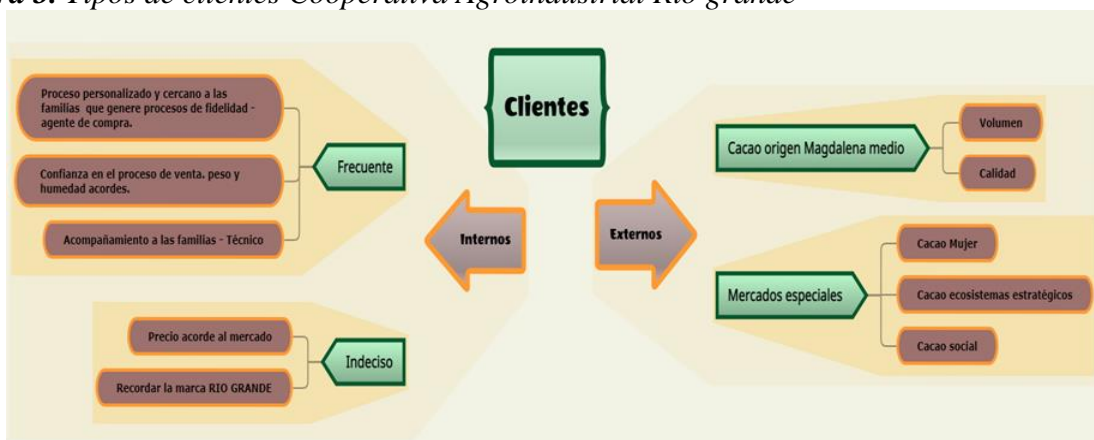 3. Tipos de clientes Cooperativa Agroindustrial Rio grande
Clientes
Internos
Externos
Frecuente
Proceso personalizado y cercano a las
familias que genere procesos de fidelidad -
agente de compra.
Confianza en el proceso de venta. peso y
humedad acordes.
Acompañamiento a las familias - Técnico
Indeciso
Precio acorde al mercado
Recordar la marca RIO GRANDE
Cacao origen Magdalena medio
Volumen
Calidad
Mercados especiales
Cacao Mujer
Cacao ecosistemas estratégicos
Cacao social